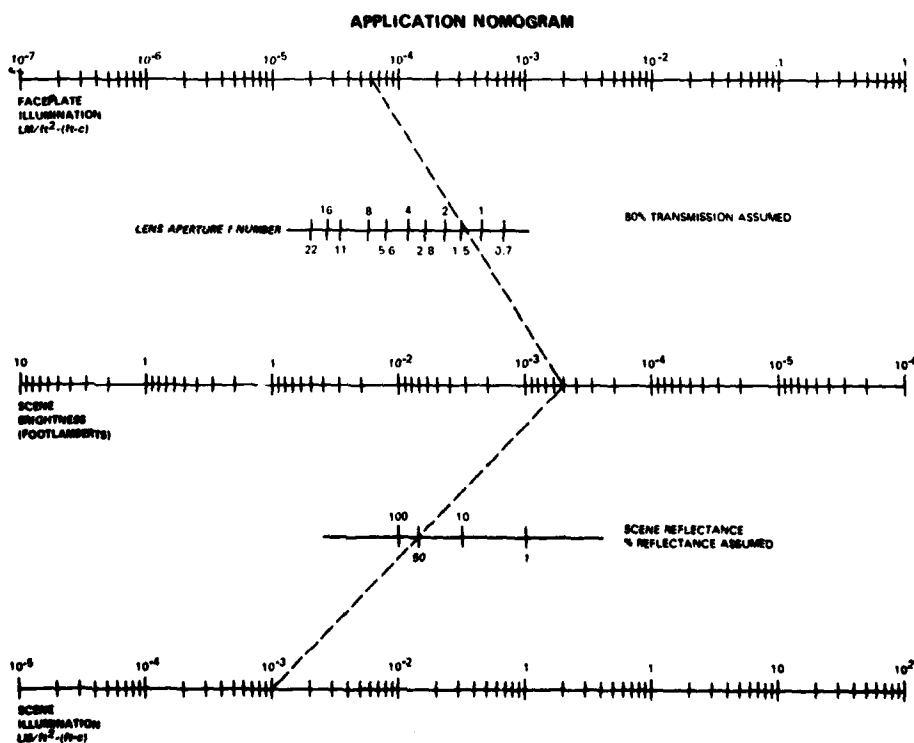 APPLICATION NOMOGRAM
10-7 10-6 10-5 10-4 10-3 10-2 .1 1
FACEPLATE
ILLUMINATION
LM/ft2-(ft-c)
16 8 4 2 1
LENS APERTURE f NUMBER
80% TRANSMISSION ASSUMED
22 11 5 6 2 8 1 5 0.7
10 1 1 10-2 10-3 10-4 10-5 10-6
SCENE
BRIGHTNESS
(FOOTLAMBERTS)
100 10
SCENE REFLECTANCE
% REFLECTANCE ASSUMED
50 1
10-5 10-4 10-3 10-2 1 1 10 102
SCENE
ILLUMINATION
LM/ft2-(ft-c)